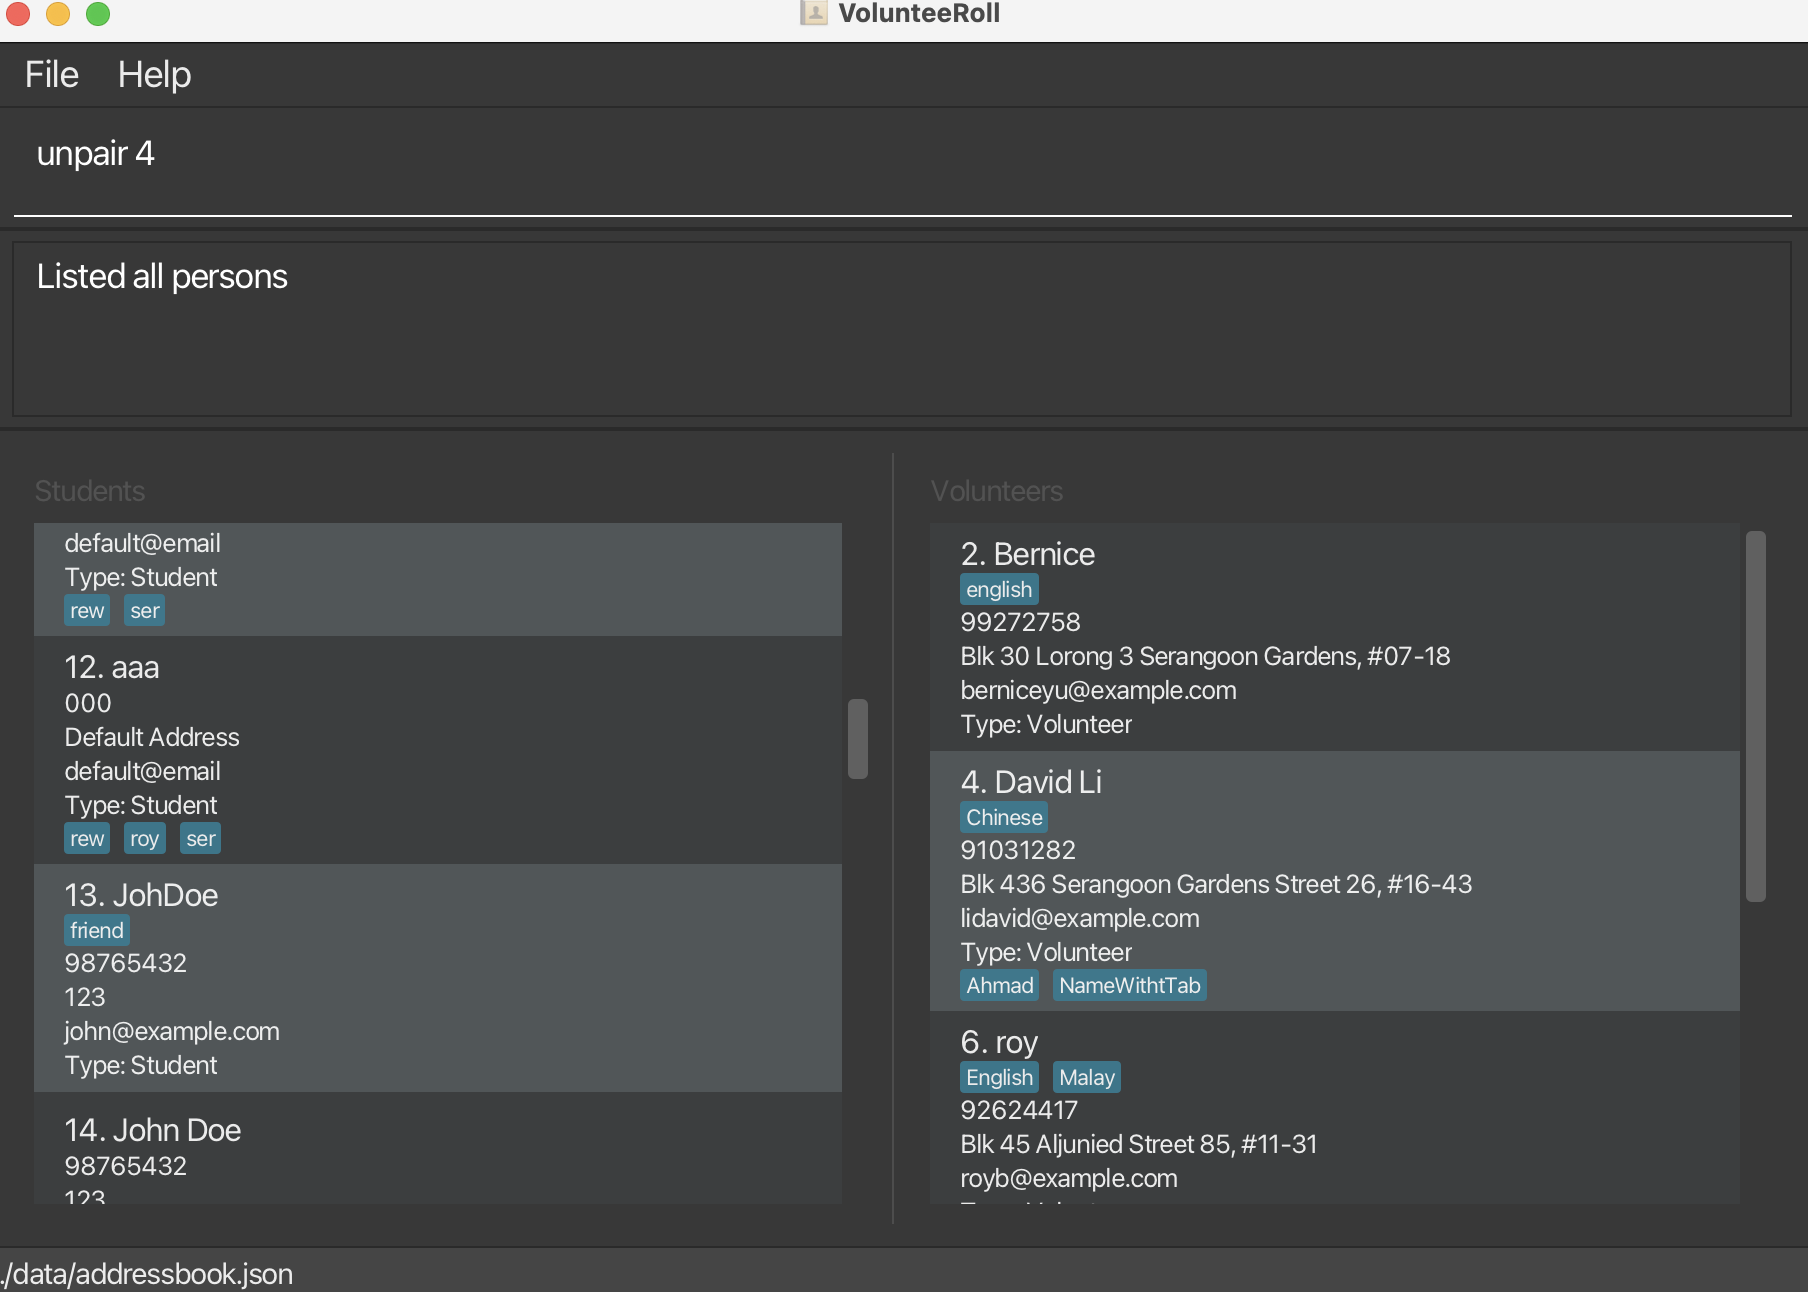 VolunteeRoll
File Help
unpair 4
Listed all persons
Students
default@email
Type: Student
rew ser
12. aaa
000
Default Address
default@email
Type: Student
rew roy ser
13. JohDoe
friend
98765432
123
john@example.com
Type: Student
14. John Doe
98765432
123
Volunteers
2. Bernice
english
99272758
Blk 30 Lorong 3 Serangoon Gardens, #07-18
berniceyu@example.com
Type: Volunteer
4. David Li
Chinese
91031282
Blk 436 Serangoon Gardens Street 26, #16-43
lidavid@example.com
Type: Volunteer
Ahmad NameWithtTab
6. roy
English Malay
92624417
Blk 45 Aljunied Street 85, #11-31
royb@example.com
./data/addressbook.json